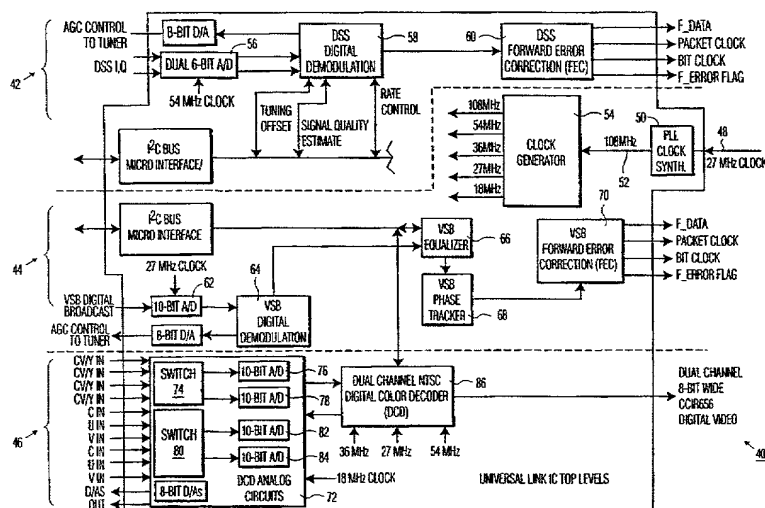 AGC CONTROL
TO TUNER
8-BIT D/A
56
DSS I,Q
DUAL 6-BIT A/D
54 MHz CLOCK
42
DSS
DIGITAL
DEMODULATION
58
60
DSS
FORWARD ERROR
CORRECTION (FEC)
F_DATA
PACKET CLOCK
BIT CLOCK
F_ERROR FLAG
TUNING
OFFSET
SIGNAL QUALITY
ESTIMATE
RATE
CONTROL
I²C BUS
MICRO INTERFACE/
108MHz
54MHz
36MHz
27MHz
18MHz
CLOCK
GENERATOR
54
108MHz
52
50
PLL
CLOCK
SYNTH.
48
27 MHz CLOCK
I²C BUS
MICRO INTERFACE
44
27 MHz CLOCK
62
VSB DIGITAL
BROADCAST
10-BIT A/D
AGC CONTROL
TO TUNER
8-BIT D/A
64
VSB
DIGITAL
DEMODULATION
VSB
EQUALIZER
66
VSB
PHASE
TRACKER
68
70
VSB
FORWARD ERROR
CORRECTION (FEC)
F_DATA
PACKET CLOCK
BIT CLOCK
F_ERROR FLAG
46
CV/Y IN
CV/Y IN
CV/Y IN
CV/Y IN
C IN
U IN
V IN
C IN
U IN
V IN
D/AS
OUT
SWITCH
74
SWITCH
80
10-BIT A/D
76
10-BIT A/D
78
10-BIT A/D
82
10-BIT A/D
84
8-BIT D/As
DCD ANALOG
CIRCUITS
72
18 MHz CLOCK
DUAL CHANNEL NTSC
DIGITAL COLOR DECODER
(DCD)
86
36 MHz
27 MHz
54 MHz
DUAL CHANNEL
8-BIT WIDE
CCIR656
DIGITAL VIDEO
UNIVERSAL LINK IC TOP LEVELS
40